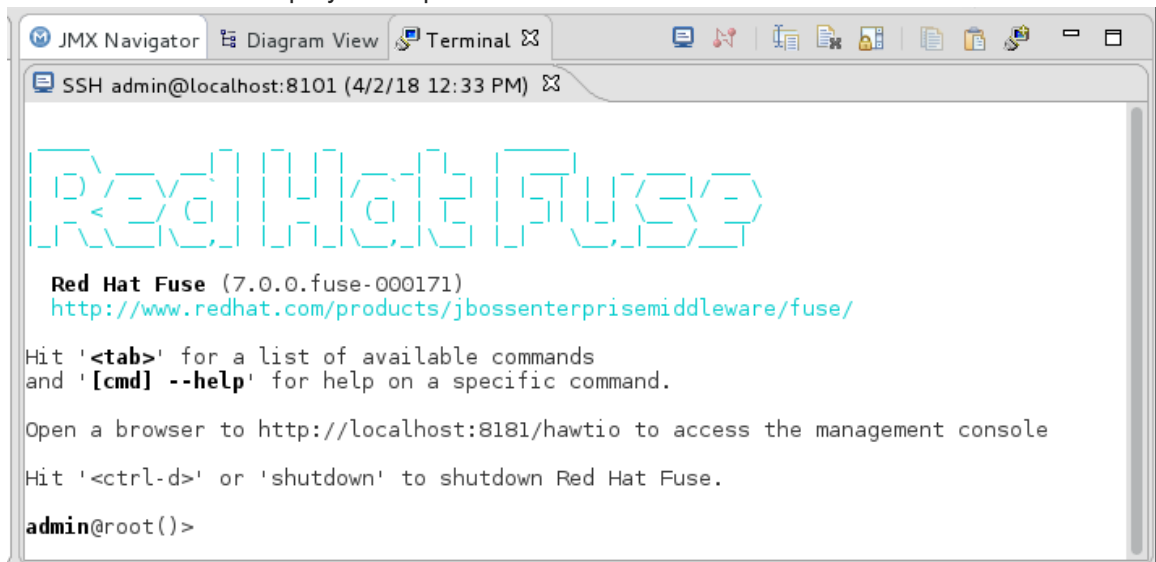 JMX Navigator Diagram View Terminal
SSH admin@localhost:8101 (4/2/18 12:33 PM)
Red Hat Fuse
Red Hat Fuse (7.0.0.fuse-000171)
http://www.redhat.com/products/jbossenterprisemiddleware/fuse/
Hit '<tab>' for a list of available commands
and '[cmd] --help' for help on a specific command.
Open a browser to http://localhost:8181/hawtio to access the management console
Hit '<ctrl-d>' or 'shutdown' to shutdown Red Hat Fuse.
admin@root()>